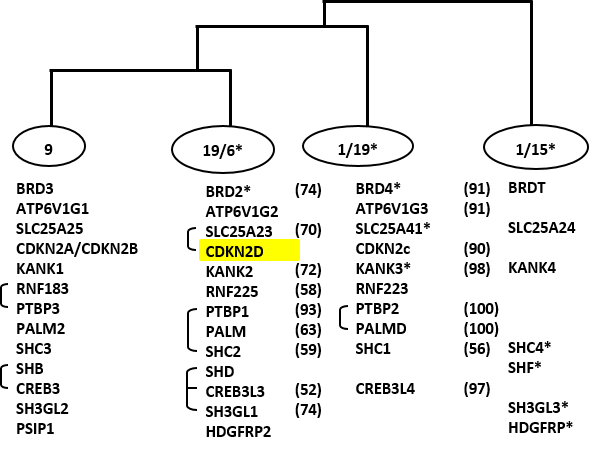 9 19/6* 1/19* 1/15*
BRD3 BRD2* (74) BRD4* (91) BRDT
ATP6V1G1 ATP6V1G2 ATP6V1G3 (91)
SLC25A25 SLC25A23 (70) SLC25A41* SLC25A24
CDKN2A/CDKN2B CDKN2D CDKN2c (90)
KANK1 KANK2 (72) KANK3* (98) KANK4
RNF183 RNF225 (58) RNF223
PTBP3 PTBP1 (93) PTBP2 (100)
PALM2 PALM (63) PALMD (100)
SHC3 SHC2 (59) SHC1 (56) SHC4*
SHB SHD SHF*
CREB3 CREB3L3 (52) CREB3L4 (97)
SH3GL2 SH3GL1 (74) SH3GL3*
PSIP1 HDGFRP2 HDGFRP*